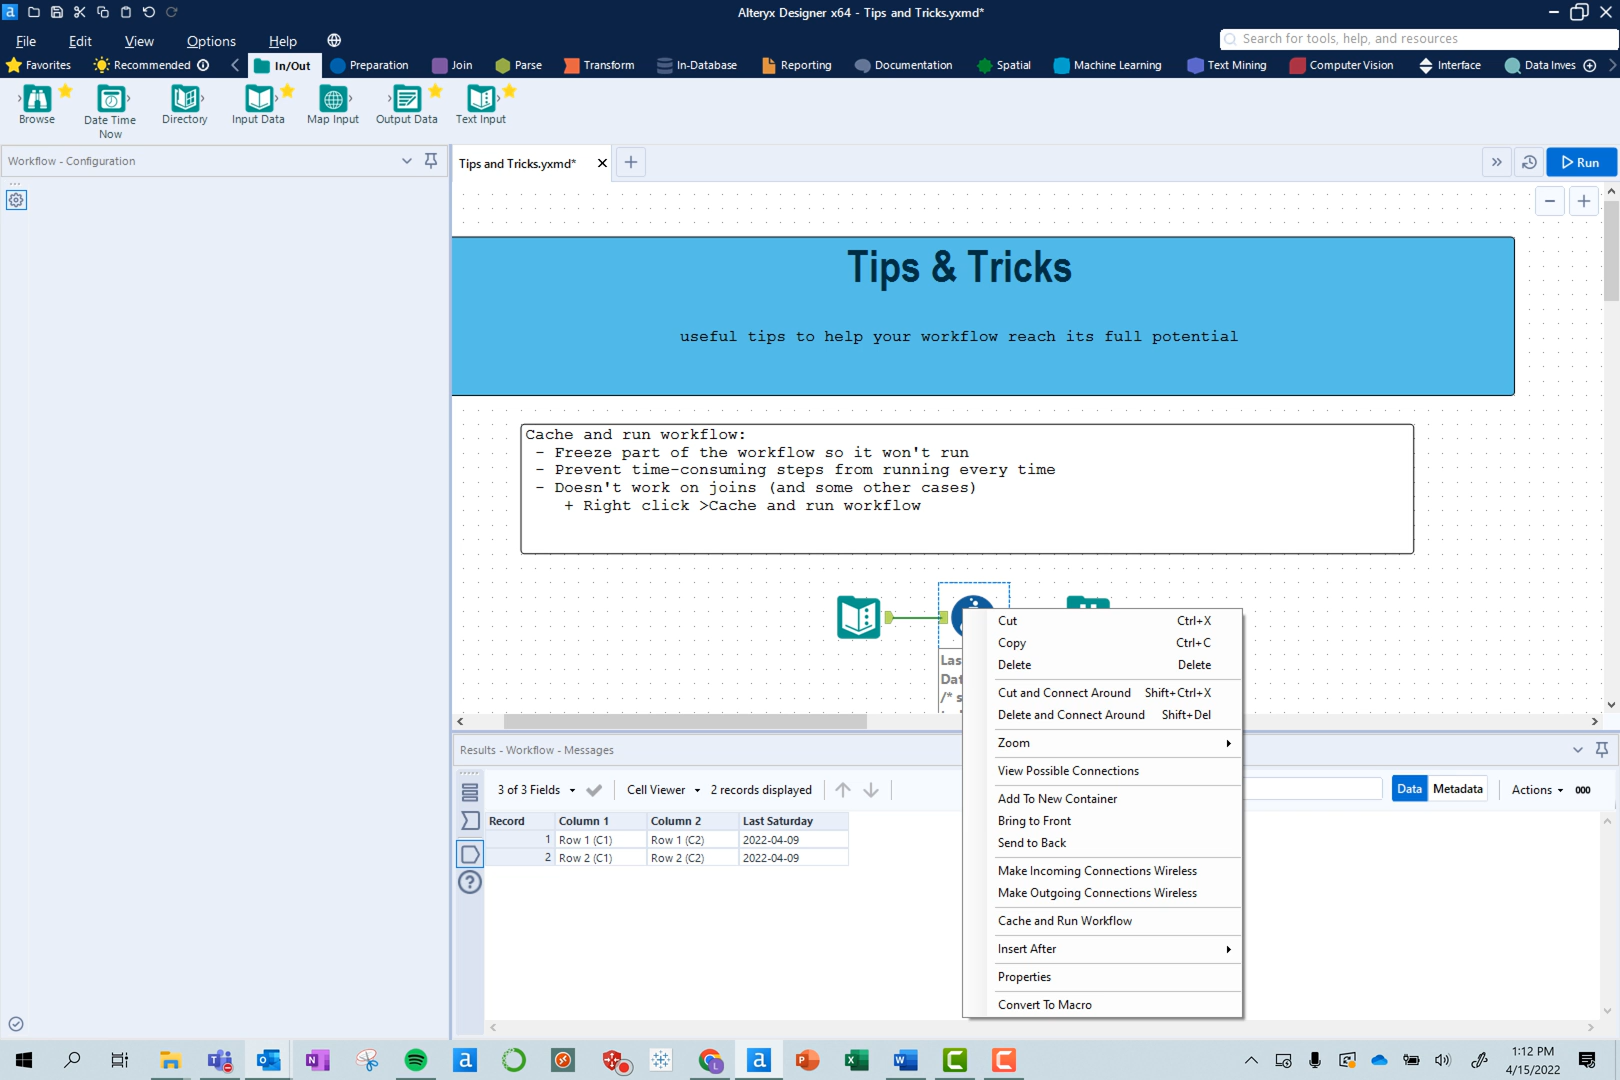 Alteryx Designer x64 - Tips and Tricks.yxmd*
File Edit View Options Help
Search for tools, help, and resources
Favorites Recommended In/Out Preparation Join Parse Transform In-Database Reporting Documentation Spatial Machine Learning Text Mining Computer Vision Interface Data Inves
Browse
Date Time
Now
Directory
Input Data
Map Input
Output Data
Text Input
Workflow - Configuration
Tips and Tricks.yxmd*
Run
Tips & Tricks
useful tips to help your workflow reach its full potential
Cache and run workflow:
- Freeze part of the workflow so it won't run
- Prevent time-consuming steps from running every time
- Doesn't work on joins (and some other cases)
+ Right click >Cache and run workflow
Las
Dat
/* s
Cut Ctrl+X
Copy Ctrl+C
Delete Delete
Cut and Connect Around Shift+Ctrl+X
Delete and Connect Around Shift+Del
Zoom
View Possible Connections
Add To New Container
Bring to Front
Send to Back
Make Incoming Connections Wireless
Make Outgoing Connections Wireless
Cache and Run Workflow
Insert After
Properties
Convert To Macro
Results - Workflow - Messages
3 of 3 Fields Cell Viewer 2 records displayed Data Metadata Actions 000
Record Column 1 Column 2 Last Saturday
1 Row 1 (C1) Row 1 (C2) 2022-04-09
2 Row 2 (C1) Row 2 (C2) 2022-04-09
1:12 PM
4/15/2022